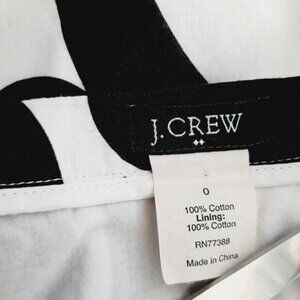 J.CREW
0
100% Cotton
Lining:
100% Cotton
RN77388
Made in China